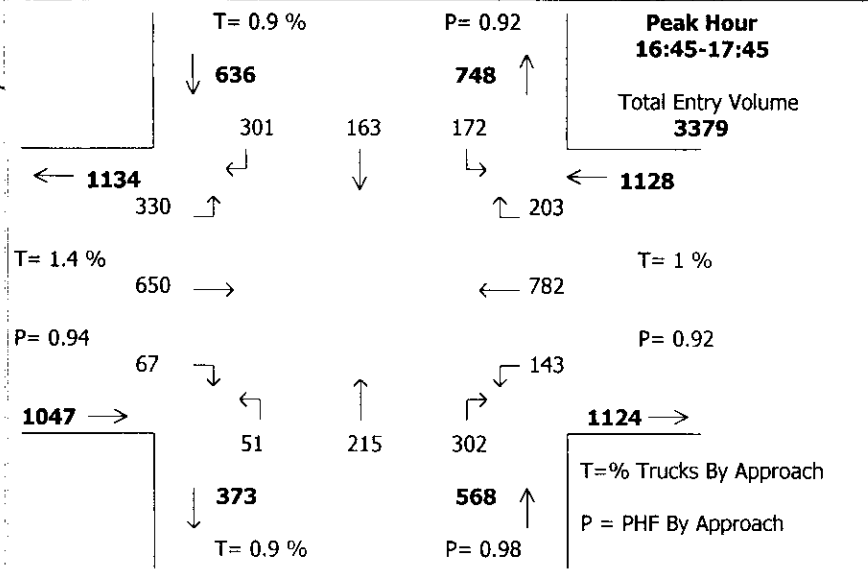 T= 0.9 %
P= 0.92
Peak Hour
16:45-17:45
636
748
Total Entry Volume
3379
301
163
172
1134
1128
330
203
T= 1.4 %
T= 1 %
650
782
P= 0.94
P= 0.92
67
143
1047
1124
51
215
302
T=% Trucks By Approach
373
568
P = PHF By Approach
T= 0.9 %
P= 0.98